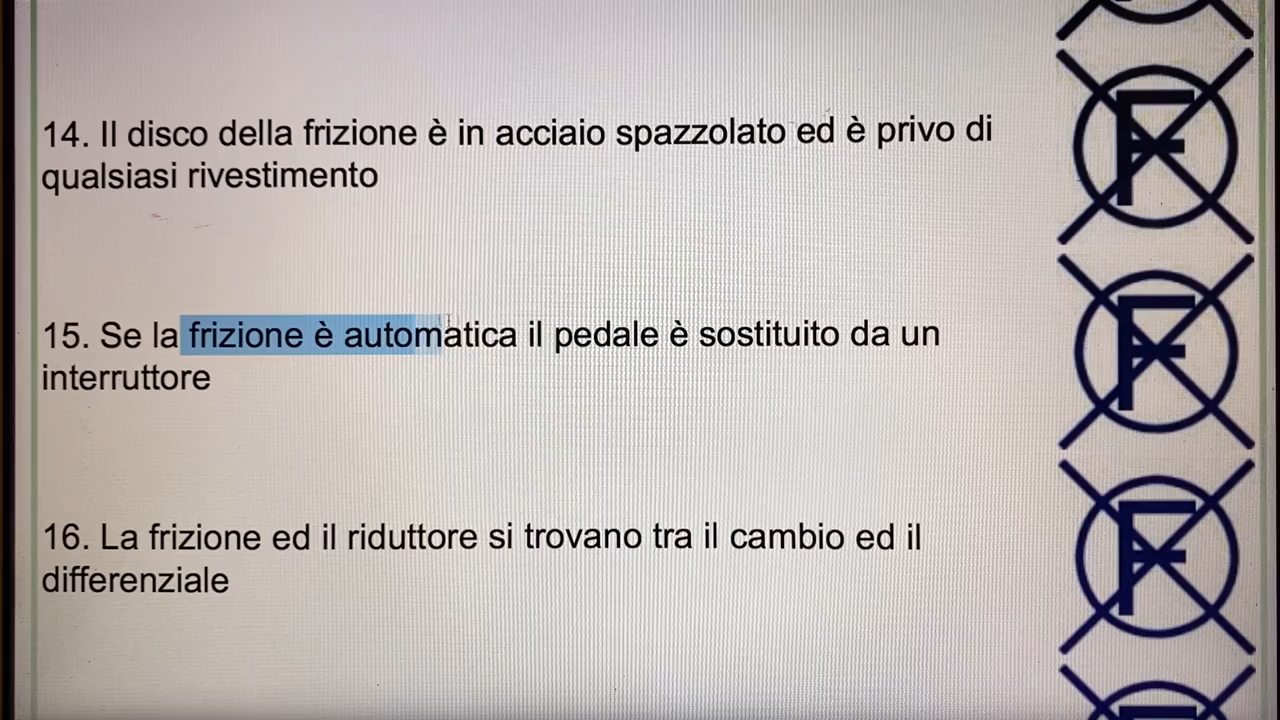 14. Il disco della frizione è in acciaio spazzolato ed è privo di
qualsiasi rivestimento
F
15. Se la frizione è automatica il pedale è sostituito da un
interruttore
F
16. La frizione ed il riduttore si trovano tra il cambio ed il
differenziale
F